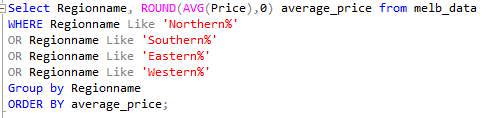 Select Regionname, ROUND(AVG(Price),0) average_price from melb_data
WHERE Regionname Like 'Northern%'
OR Regionname Like 'Southern%'
OR Regionname Like 'Eastern%'
OR Regionname Like 'Western%'
Group by Regionname
ORDER BY average_price;